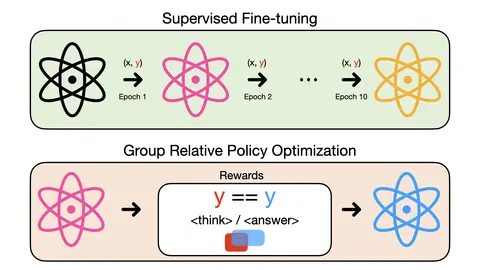 Supervised Fine-tuning
(x, y) (x, y) (x, y)
...
Epoch 1 Epoch 2 Epoch 10
Group Relative Policy Optimization
Rewards
y == y
<think> / <answer>